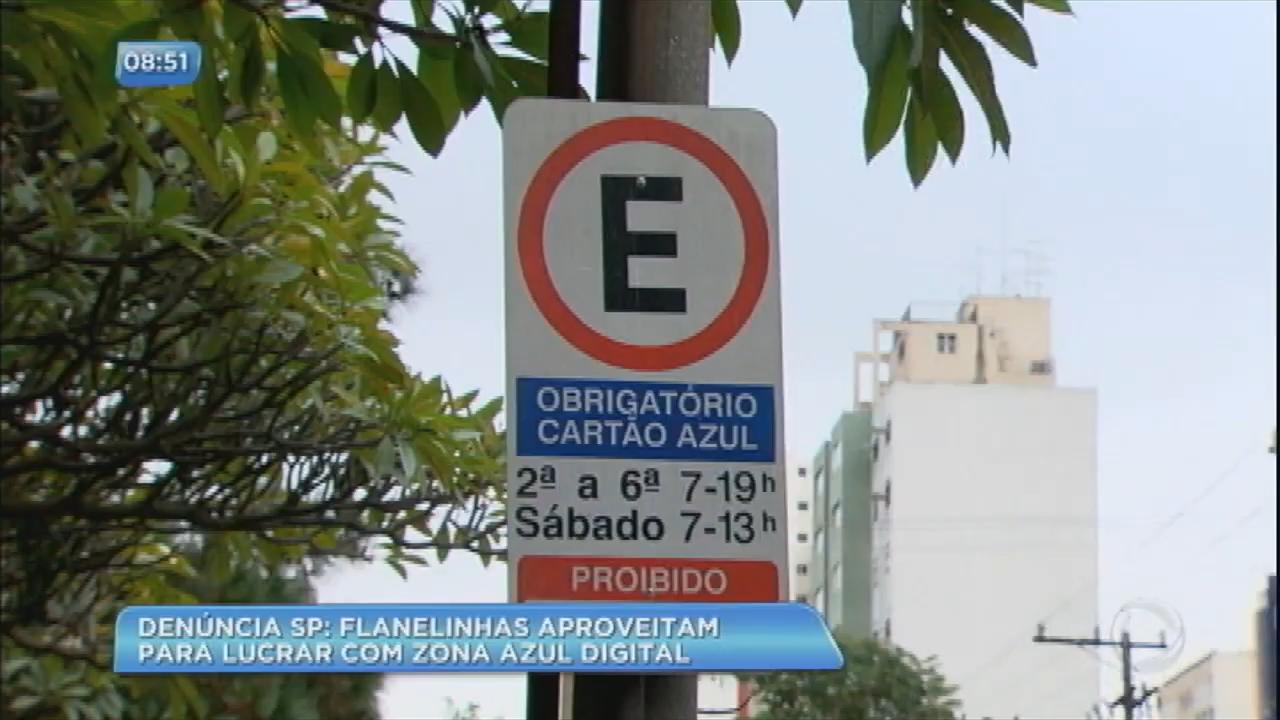 08:51
E
OBRIGATÓRIO
CARTÃO AZUL
2ª a 6ª 7-19h
Sábado 7-13h
PROIBIDO
DENÚNCIA SP: FLANELINHAS APROVEITAM
PARA LUCRAR COM ZONA AZUL DIGITAL